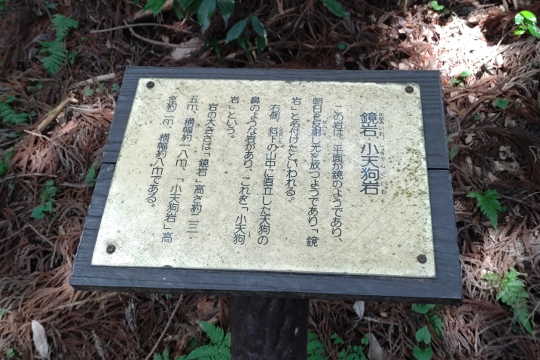 鏡岩 小天狗岩
この岩は、平面が鏡のようであり、
朝日を反射し光を放つようであり「鏡
岩」と名付けたといわれる。
右側、斜上の山中に直立した天狗の
鼻のような岩があり、これを「小天狗
岩」という。
岩の大きさは「鏡岩」高さ約一三・
五m、横幅約一八m、「小天狗岩」高
さ約一m、横幅約八mである。